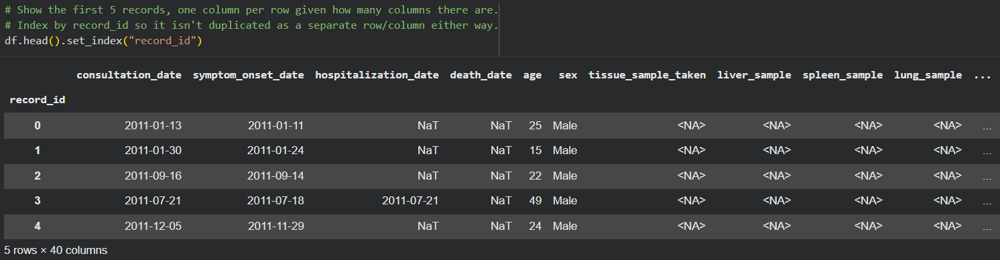 # Show the first 5 records, one column per row given how many columns there are.
# Index by record_id so it isn't duplicated as a separate row/column either way.
df.head().set_index("record_id")
consultation_date symptom_onset_date hospitalization_date death_date age sex tissue_sample_taken liver_sample spleen_sample lung_sample ...
record_id
0 2011-01-13 2011-01-11 NaT NaT 25 Male <NA> <NA> <NA> <NA> ...
1 2011-01-30 2011-01-24 NaT NaT 15 Male <NA> <NA> <NA> <NA> ...
2 2011-09-16 2011-09-14 NaT NaT 22 Male <NA> <NA> <NA> <NA> ...
3 2011-07-21 2011-07-18 2011-07-21 NaT 49 Male <NA> <NA> <NA> <NA> ...
4 2011-12-05 2011-11-29 NaT NaT 24 Male <NA> <NA> <NA> <NA> ...
5 rows × 40 columns